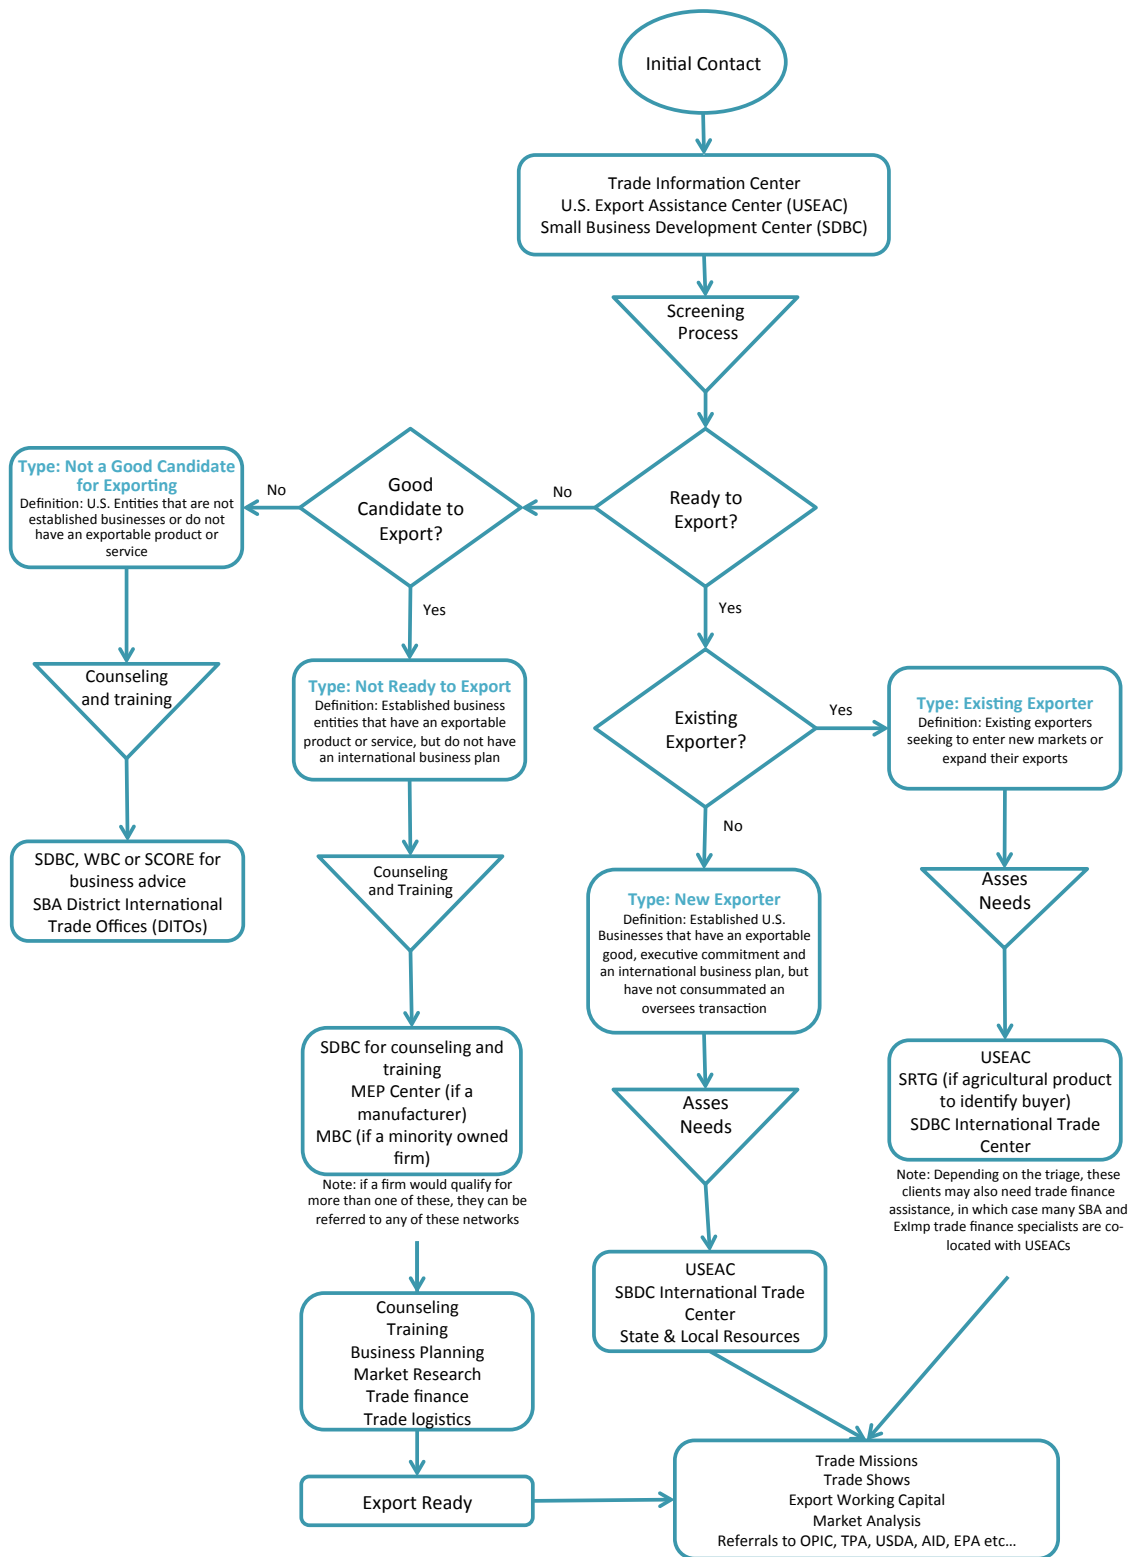 Initial Contact
Trade Information Center
U.S. Export Assistance Center (USEAC)
Small Business Development Center (SDBC)
Screening
Process
Ready to
Export?
No
Good
Candidate to
Export?
No
Type: Not a Good Candidate
for Exporting
Definition: U.S. Entities that are not
established businesses or do not
have an exportable product or
service
Counseling
and training
SDBC, WBC or SCORE for
business advice
SBA District International
Trade Offices (DITOs)
Yes
Type: Not Ready to Export
Definition: Established business
entities that have an exportable
product or service, but do not have
an international business plan
Counseling
and Training
SDBC for counseling and
training
MEP Center (if a
manufacturer)
MBC (if a minority owned
firm)
Note: if a firm would qualify for
more than one of these, they can be
referred to any of these networks
Counseling
Training
Business Planning
Market Research
Trade finance
Trade logistics
Export Ready
Yes
Existing
Exporter?
No
Type: New Exporter
Definition: Established U.S.
Businesses that have an exportable
good, executive commitment and
an international business plan, but
have not consummated an
oversees transaction
Asses
Needs
USEAC
SBDC International Trade
Center
State & Local Resources
Yes
Type: Existing Exporter
Definition: Existing exporters
seeking to enter new markets or
expand their exports
Asses
Needs
USEAC
SRTG (if agricultural product
to identify buyer)
SDBC International Trade
Center
Note: Depending on the triage, these
clients may also need trade finance
assistance, in which case many SBA and
ExImp trade finance specialists are co-
located with USEACs
Trade Missions
Trade Shows
Export Working Capital
Market Analysis
Referrals to OPIC, TPA, USDA, AID, EPA etc…